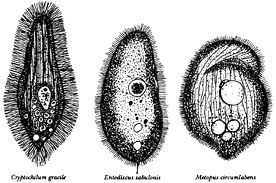 Cryptochilum gracile
Entodiscus sabulonis
Metopus circumlabens